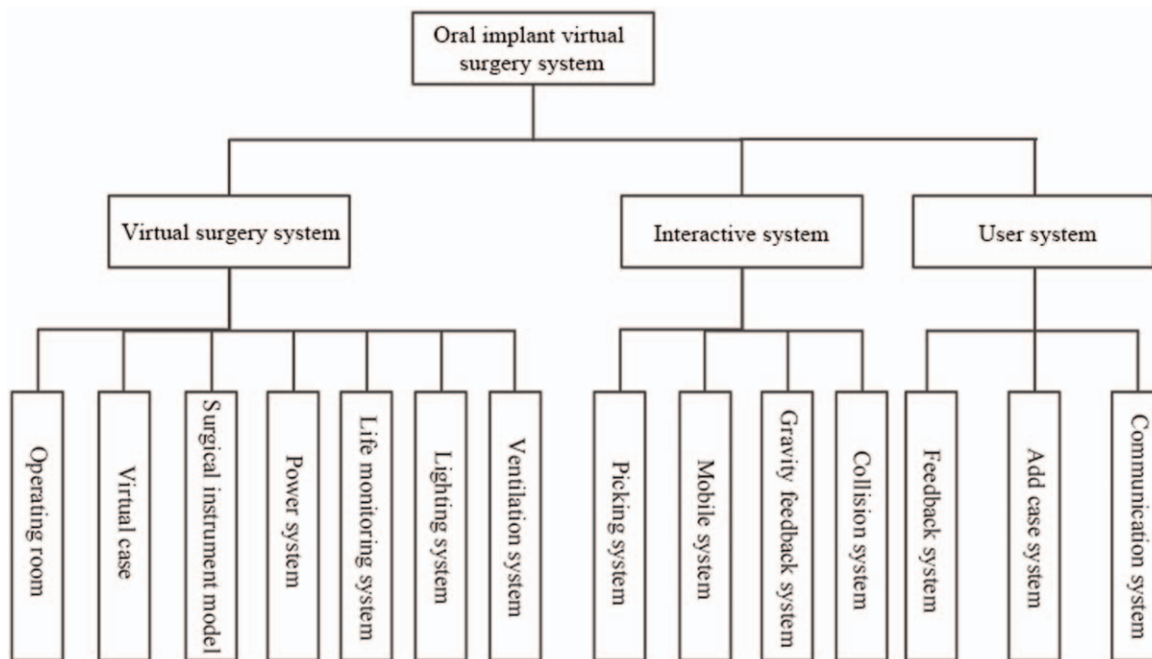 Oral implant virtual
surgery system
Virtual surgery system
Interactive system
User system
Operating room
Virtual case
Surgical instrument model
Power system
Life monitoring system
Lighting system
Ventilation system
Picking system
Mobile system
Gravity feedback system
Collision system
Feedback system
Add case system
Communication system